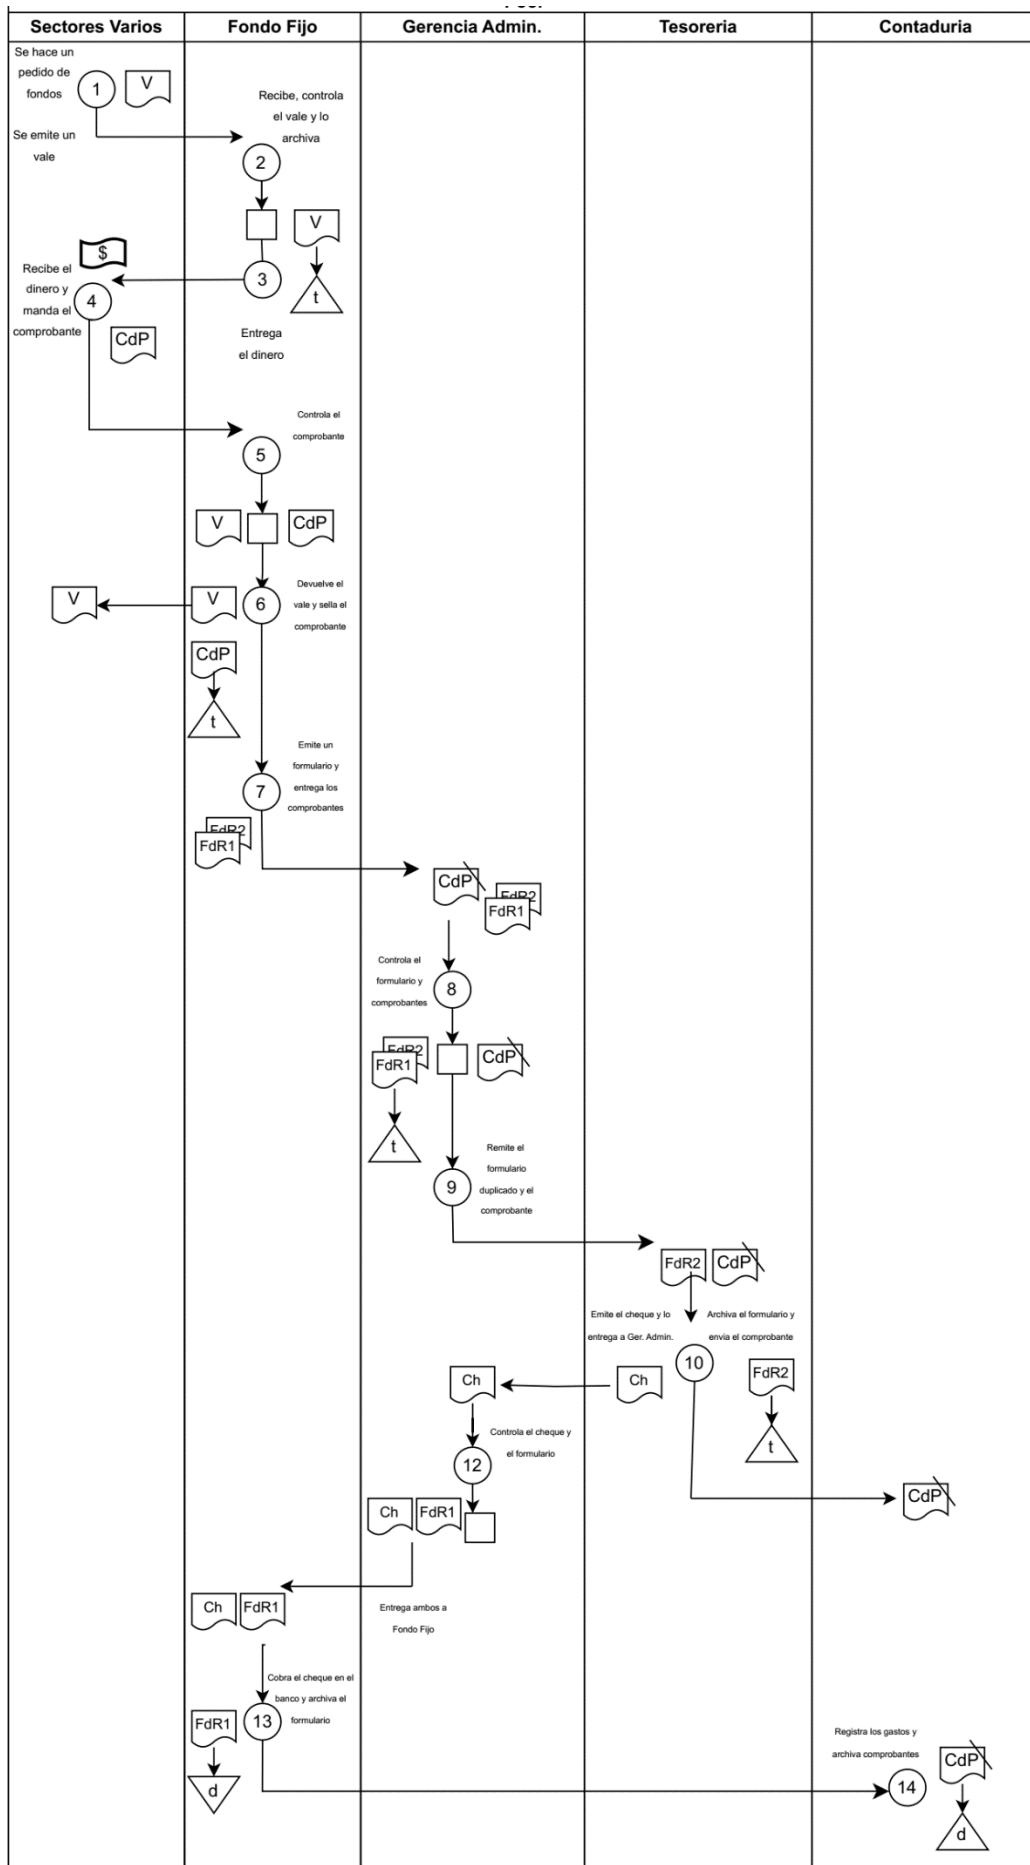 Sectores Varios
Fondo Fijo
Gerencia Admin.
Tesoreria
Contaduria
Se hace un
pedido de
fondos
1
V
Se emite un
vale
Recibe, controla
el vale y lo
archiva
2
V
t
3
Entrega
el dinero
$
Recibe el
dinero y
manda el
comprobante
4
CdP
Controla el
comprobante
5
V
CdP
Devuelve el
vale y sella el
comprobante
6
V
V
CdP
t
Emite un
formulario y
entrega los
comprobantes
7
FdR2
FdR1
CdP
FdR2
FdR1
Controla el
formulario y
comprobantes
8
FdR2
FdR1
CdP
t
Remite el
formulario
duplicado y el
comprobante
9
FdR2
CdP
Emite el cheque y lo
entrega a Ger. Admin.
Archiva el formulario y
envia el comprobante
10
FdR2
t
Ch
Ch
Controla el cheque y
el formulario
12
Ch
FdR1
CdP
Entrega ambos a
Fondo Fijo
Ch
FdR1
Cobra el cheque en el
banco y archiva el
formulario
13
FdR1
d
Registra los gastos y
archiva comprobantes
14
CdP
d